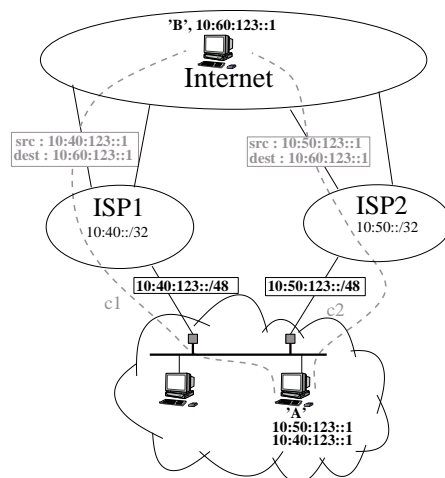 'B', 10:60:123::1
Internet
src : 10:40:123::1
dest : 10:60:123::1
src : 10:50:123::1
dest : 10:60:123::1
ISP1
10:40::/32
ISP2
10:50::/32
10:40:123::/48
10:50:123::/48
c1
c2
'A'
10:50:123::1
10:40:123::1